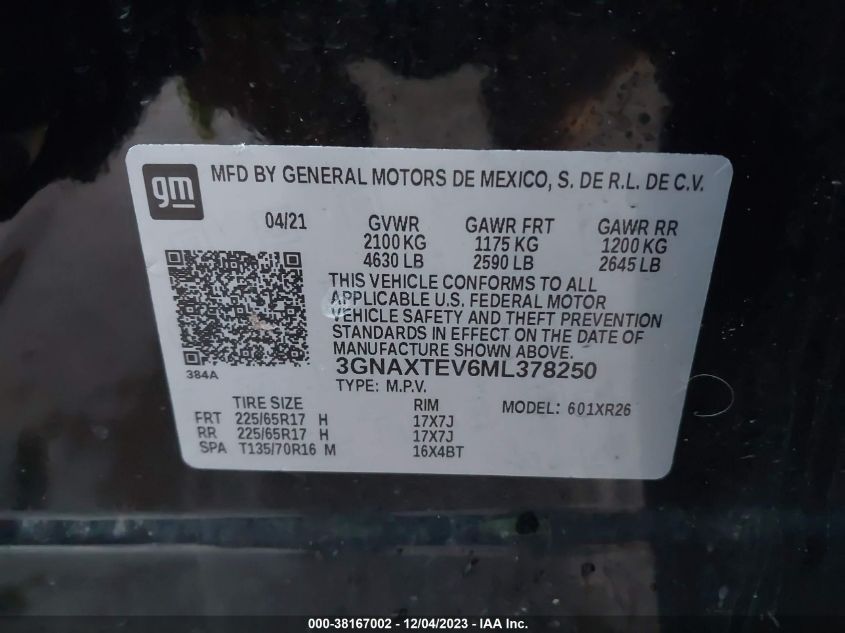 gm MFD BY GENERAL MOTORS DE MEXICO, S. DE R.L. DE C.V.
04/21 GVWR GAWR FRT GAWR RR
2100 KG 1175 KG 1200 KG
4630 LB 2590 LB 2645 LB
THIS VEHICLE CONFORMS TO ALL
APPLICABLE U.S. FEDERAL MOTOR
VEHICLE SAFETY AND THEFT PREVENTION
STANDARDS IN EFFECT ON THE DATE OF
MANUFACTURE SHOWN ABOVE.
384A
3GNAXTEV6ML378250
TYPE: M.P.V.
TIRE SIZE RIM MODEL: 601XR26
FRT 225/65R17 H 17X7J
RR 225/65R17 H 17X7J
SPA T135/70R16 M 16X4BT
000-38167002 - 12/04/2023 - IAA Inc.